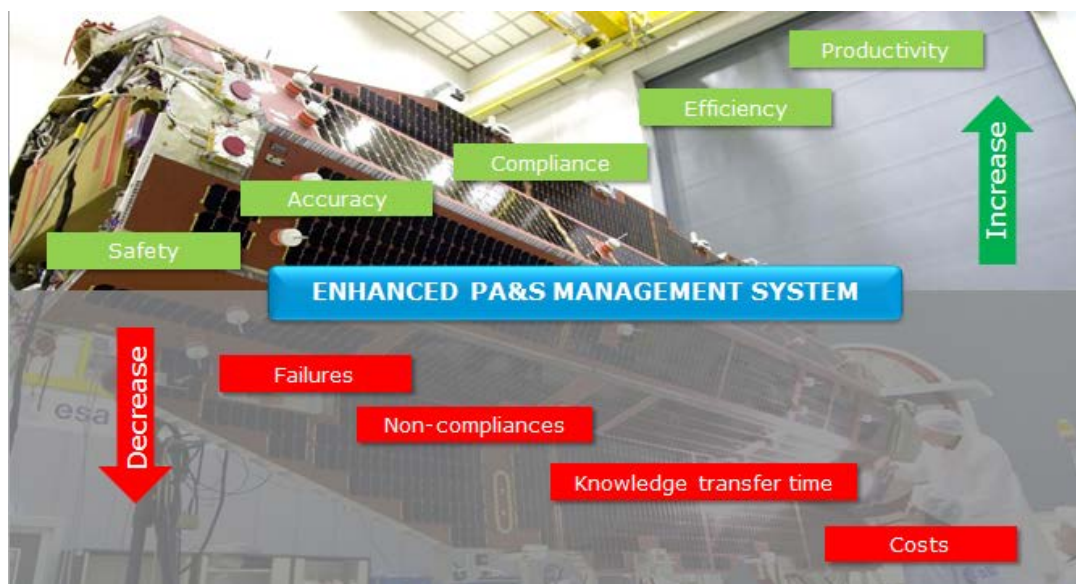 Productivity
Efficiency
Compliance
Accuracy
Safety
Increase
ENHANCED PA&S MANAGEMENT SYSTEM
Decrease
Failures
esa
Non-compliances
Knowledge transfer time
Costs